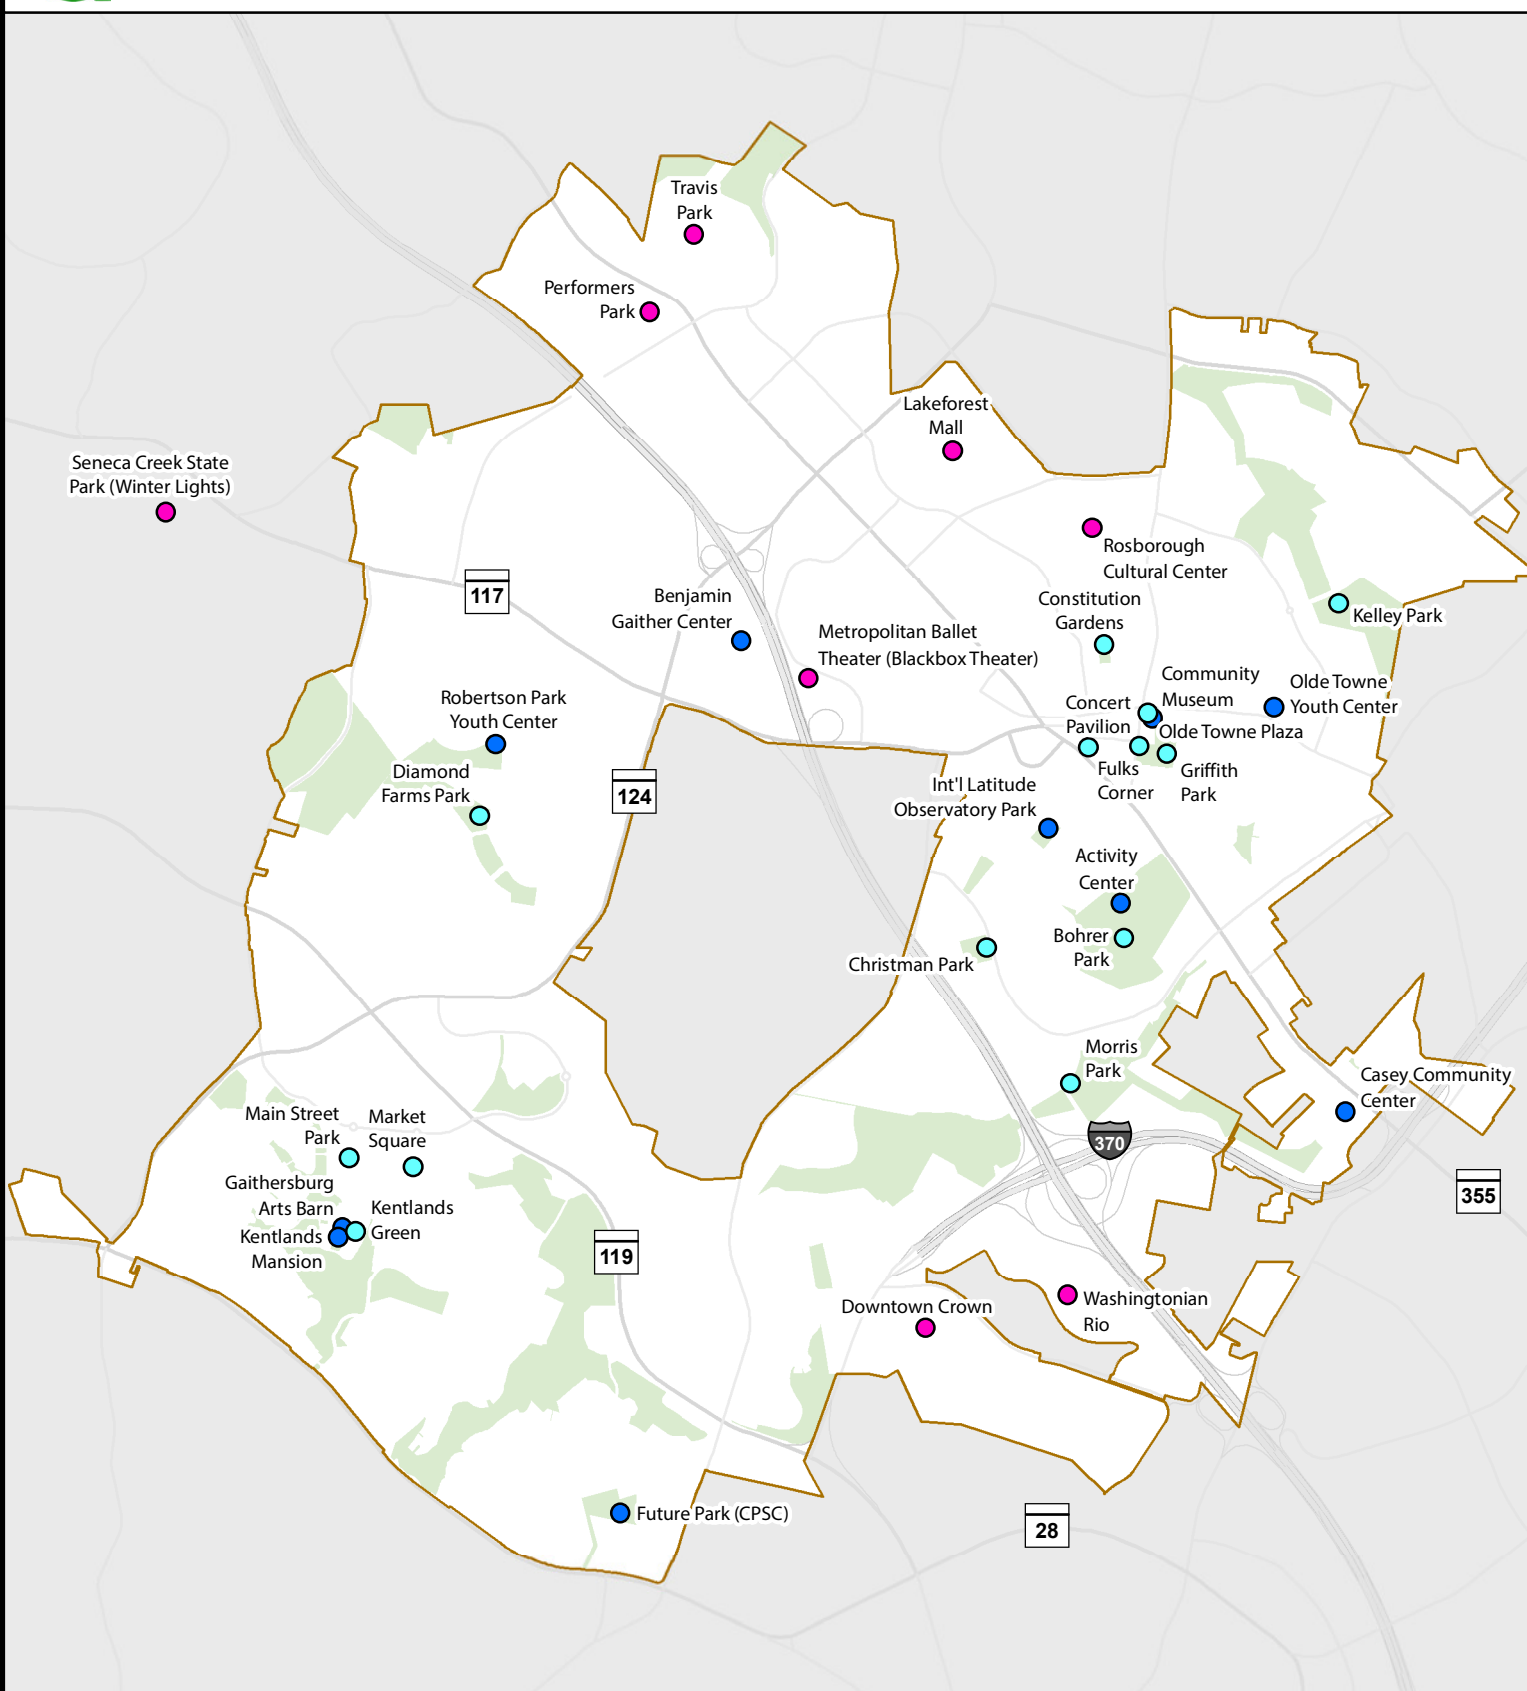 Travis
Park
Performers
Park
Lakeforest
Mall
Seneca Creek State
Park (Winter Lights)
Rosborough
Cultural Center
117
Benjamin
Gaither Center
Constitution
Gardens
Kelley Park
Metropolitan Ballet
Theater (Blackbox Theater)
Community
Museum
Olde Towne
Youth Center
Robertson Park
Youth Center
Concert
Pavilion
Olde Towne Plaza
Diamond
Farms Park
124
Fulks
Corner
Griffith
Park
Int'l Latitude
Observatory Park
Activity
Center
Bohrer
Park
Christman Park
Morris
Park
Casey Community
Center
Main Street
Park
Market
Square
370
355
Gaithersburg
Arts Barn
Kentlands
Green
Kentlands
Mansion
119
Washingtonian
Rio
Downtown Crown
Future Park (CPSC)
28